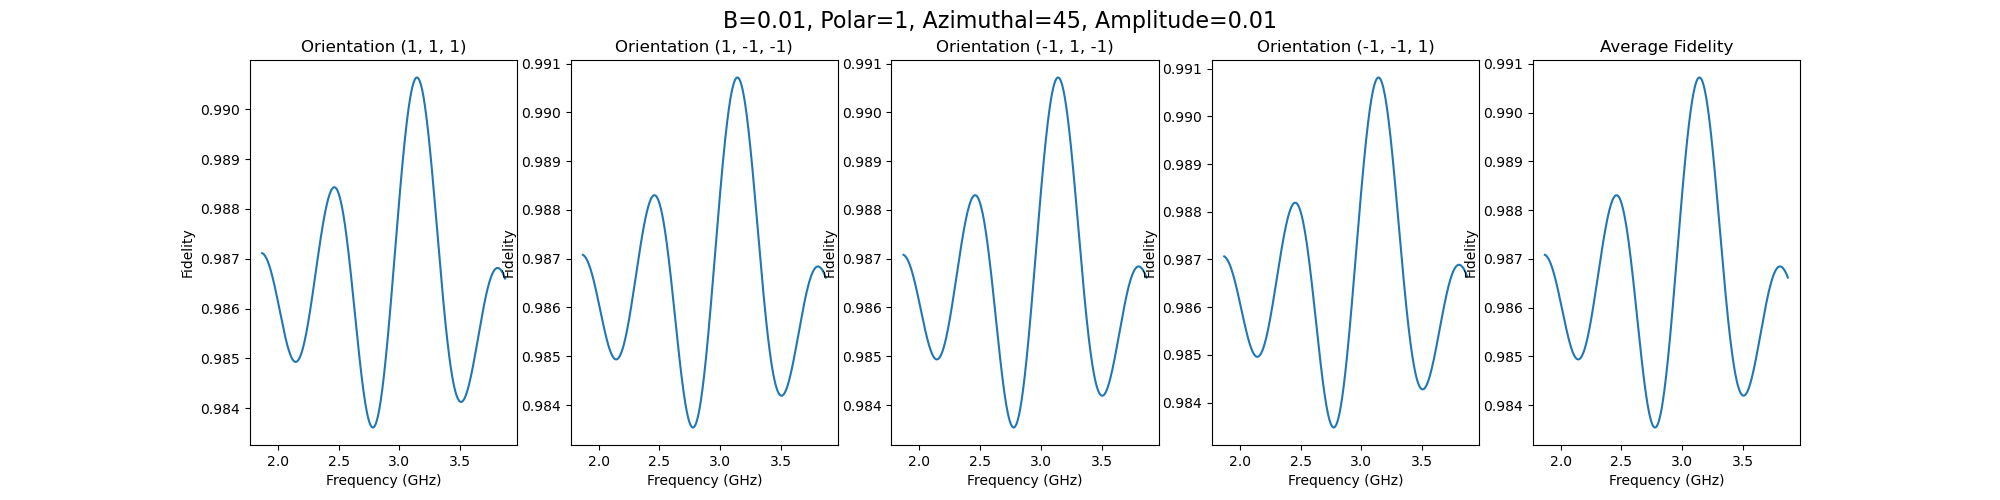 B=0.01, Polar=1, Azimuthal=45, Amplitude=0.01
Orientation (1, 1, 1)
0.990
0.989
0.988
0.987
0.986
0.985
0.984
Fidelity
2.0 2.5 3.0 3.5
Frequency (GHz)
Orientation (1, -1, -1)
0.991
0.990
0.989
0.988
0.987
0.986
0.985
0.984
Fidelity
2.0 2.5 3.0 3.5
Frequency (GHz)
Orientation (-1, 1, -1)
0.991
0.990
0.989
0.988
0.987
0.986
0.985
0.984
Fidelity
2.0 2.5 3.0 3.5
Frequency (GHz)
Orientation (-1, -1, 1)
0.991
0.990
0.989
0.988
0.987
0.986
0.985
0.984
Fidelity
2.0 2.5 3.0 3.5
Frequency (GHz)
Average Fidelity
0.991
0.990
0.989
0.988
0.987
0.986
0.985
0.984
Fidelity
2.0 2.5 3.0 3.5
Frequency (GHz)